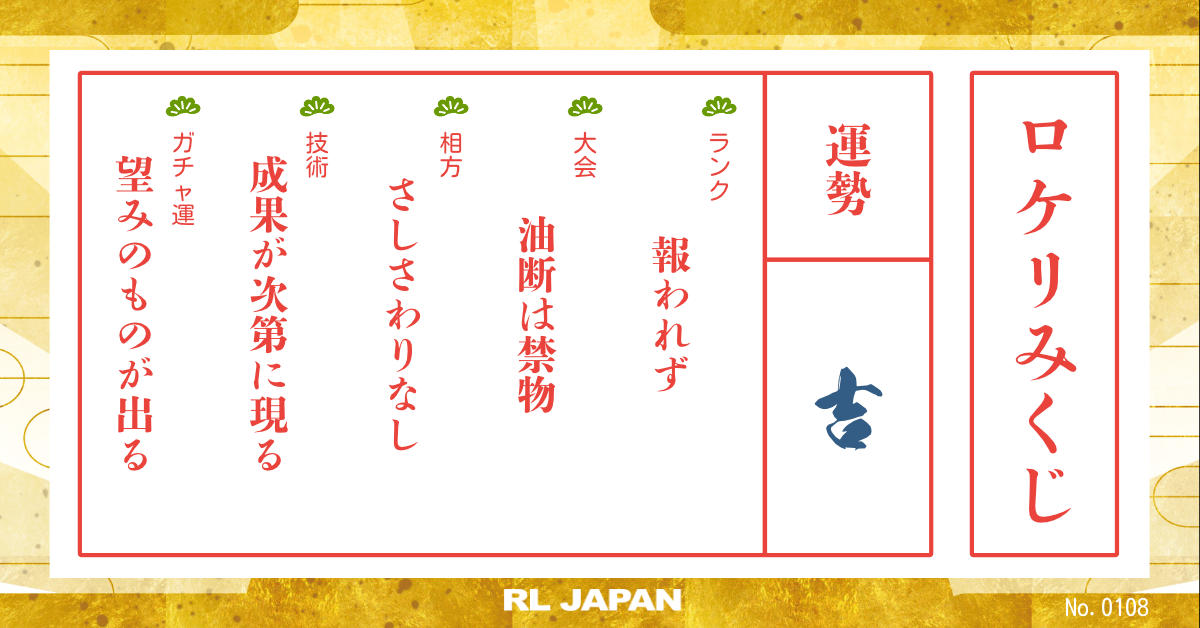 ロケリみくじ
運勢
吉
ランク
報われず
大会
油断は禁物
相方
さしさわりなし
技術
成果が次第に現る
ガチャ運
望みのものが出る
RL JAPAN
No. 0108